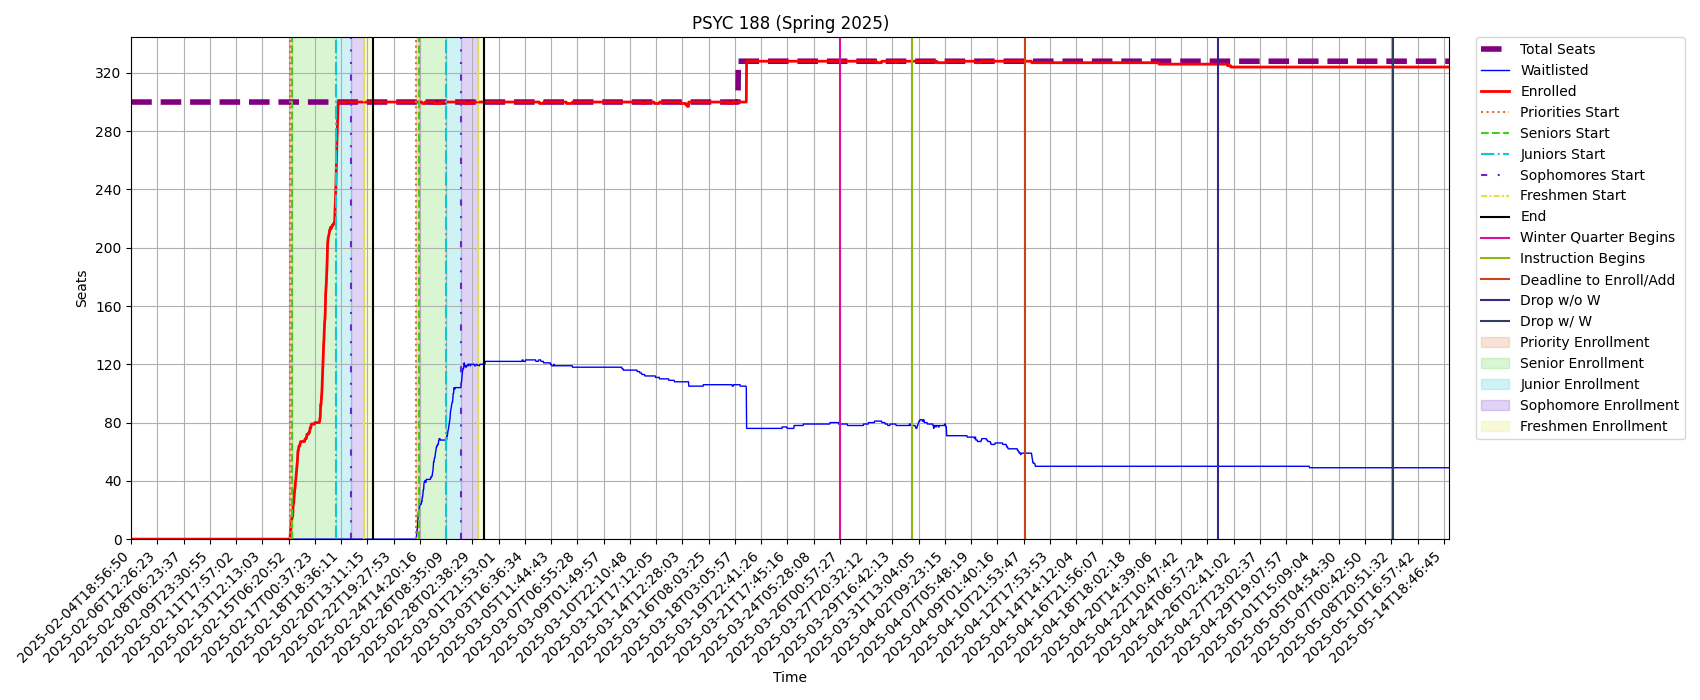 PSYC 188 (Spring 2025)
Seats
320
280
240
200
160
120
80
40
0
2025-02-04T18:56:50
2025-02-06T12:26:23
2025-02-08T06:23:37
2025-02-09T23:30:55
2025-02-11T17:57:02
2025-02-13T12:13:03
2025-02-15T06:20:52
2025-02-17T00:37:23
2025-02-18T18:36:11
2025-02-20T13:11:15
2025-02-22T19:27:53
2025-02-24T14:20:16
2025-02-26T08:35:09
2025-02-28T02:38:29
2025-03-01T21:53:01
2025-03-03T16:36:34
2025-03-05T11:44:43
2025-03-07T06:55:28
2025-03-09T01:49:57
2025-03-10T22:10:48
2025-03-12T17:12:05
2025-03-14T12:28:03
2025-03-16T08:03:25
2025-03-18T03:05:57
2025-03-19T22:41:26
2025-03-21T17:45:16
2025-03-24T05:28:08
2025-03-26T00:57:27
2025-03-27T20:32:12
2025-03-29T16:42:13
2025-03-31T13:04:05
2025-04-02T09:23:15
2025-04-07T05:48:19
2025-04-09T01:40:16
2025-04-10T21:53:47
2025-04-12T17:53:53
2025-04-14T14:12:04
2025-04-16T21:56:07
2025-04-18T18:02:18
2025-04-20T14:39:06
2025-04-22T10:47:42
2025-04-24T06:57:24
2025-04-26T02:41:02
2025-04-27T23:02:37
2025-04-29T19:07:57
2025-05-01T15:09:04
2025-05-05T04:54:30
2025-05-07T00:42:50
2025-05-08T20:51:32
2025-05-10T16:57:42
2025-05-14T18:46:45
Time
Total Seats
Waitlisted
Enrolled
Priorities Start
Seniors Start
Juniors Start
Sophomores Start
Freshmen Start
End
Winter Quarter Begins
Instruction Begins
Deadline to Enroll/Add
Drop w/o W
Drop w/ W
Priority Enrollment
Senior Enrollment
Junior Enrollment
Sophomore Enrollment
Freshmen Enrollment